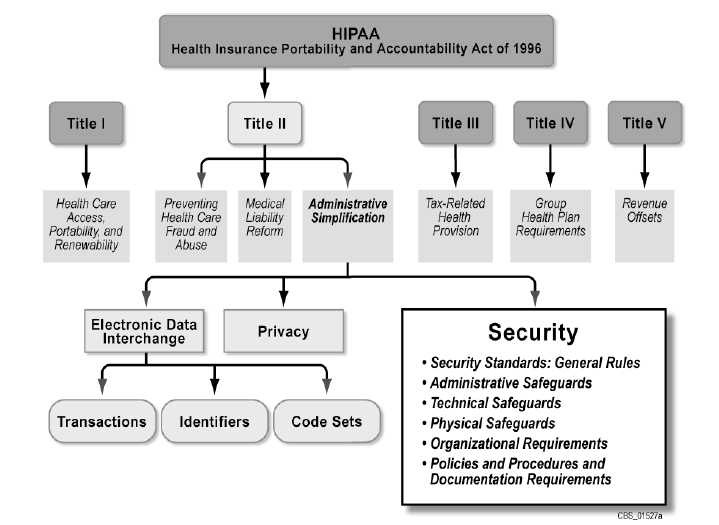 HIPAA
Health Insurance Portability and Accountability Act of 1996
Title I
Title II
Title III
Title IV
Title V
Health Care
Access,
Portability, and
Renewability
Preventing
Health Care
Fraud and
Abuse
Medical
Liability
Reform
Administrative
Simplification
Tax-Related
Health
Provision
Group
Health Plan
Requirements
Revenue
Offsets
Electronic Data
Interchange
Privacy
Security
• Security Standards: General Rules
• Administrative Safeguards
• Technical Safeguards
• Physical Safeguards
• Organizational Requirements
• Policies and Procedures and
Documentation Requirements
Transactions
Identifiers
Code Sets
CBS_01527a